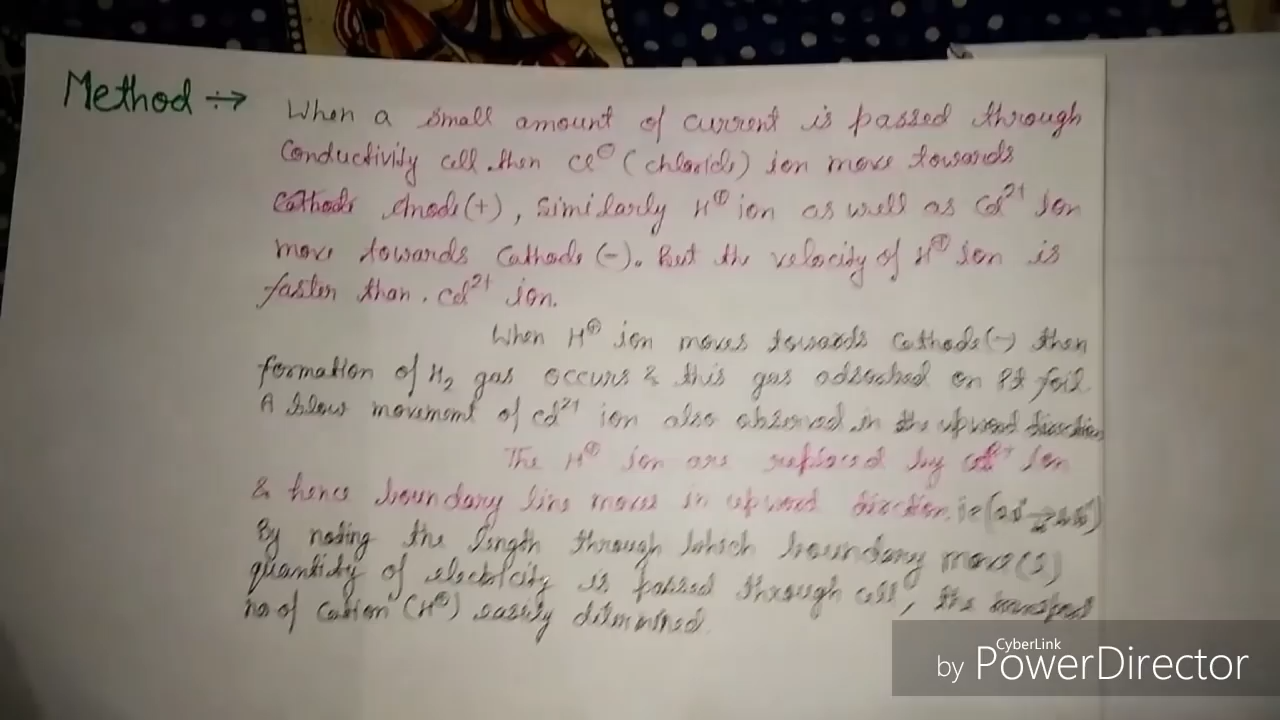 Method ÷→
When a small amount of current is passed through
Conductivity cell then Cl⊖ (chloride) ion move towards
Cathode Anode(+), similarly H⊕ ion as well as Cd²⁺ Ion
move towards Cathode (-). But the velocity of H⊕ Ion is
faster than. Cd²⁺ ion.
When H⊕ ion moves towards Cathode(-) then
formation of H₂ gas occurs & this gas adsorbed on Pt foil.
A slow movement of Cd²⁺ ion also observed in the upword direction
The H⊕ ion are replaced by Cd²⁺ Ion
& hence boundary line moves in upword direction. ie
By noting the length through which boundary move(s)
quantity of electricity is passed through cell, the transport
no of Cation (H⊕) easily
CyberLink
by PowerDirector